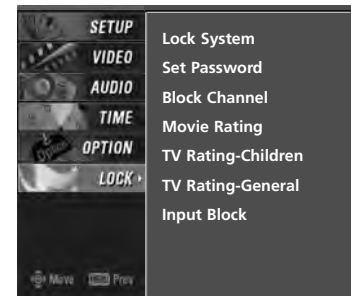 SETUP
VIDEO
AUDIO
TIME
OPTION
LOCK
Move Prev
Lock System
Set Password
Block Channel
Movie Rating
TV Rating-Children
TV Rating-General
Input Block